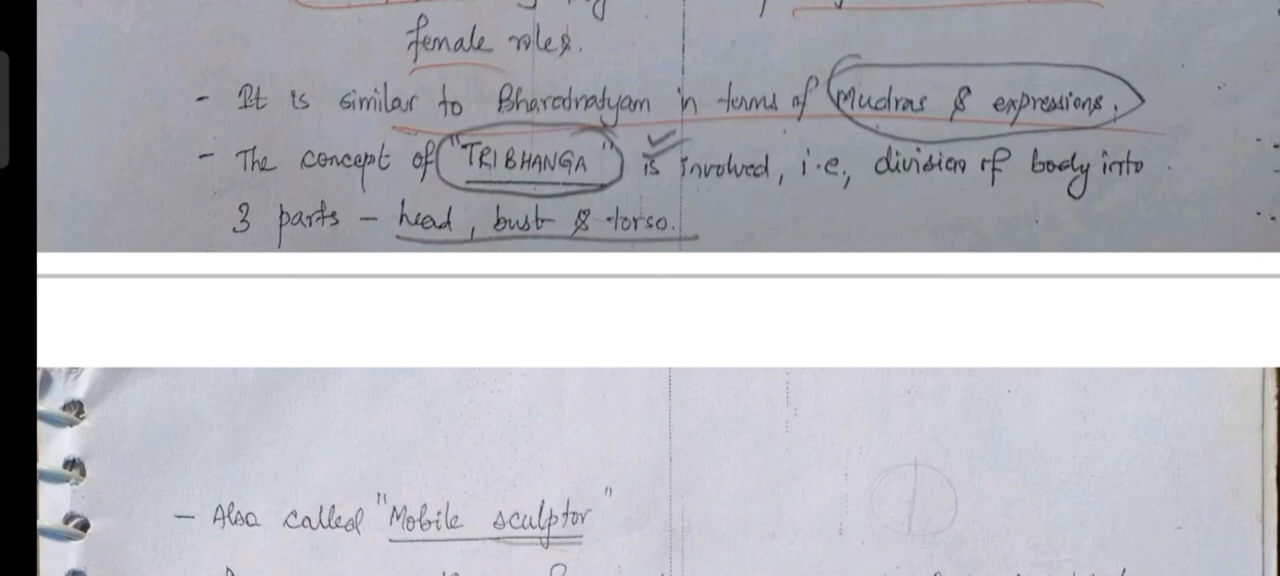 female roles.
- It is similar to Bharatnatyam in terms of Mudras & expressions.
- The concept of "TRIBHANGA" is involved, i.e., division of body into
3 parts - head, bust & torso.
- Also called "Mobile sculptor"